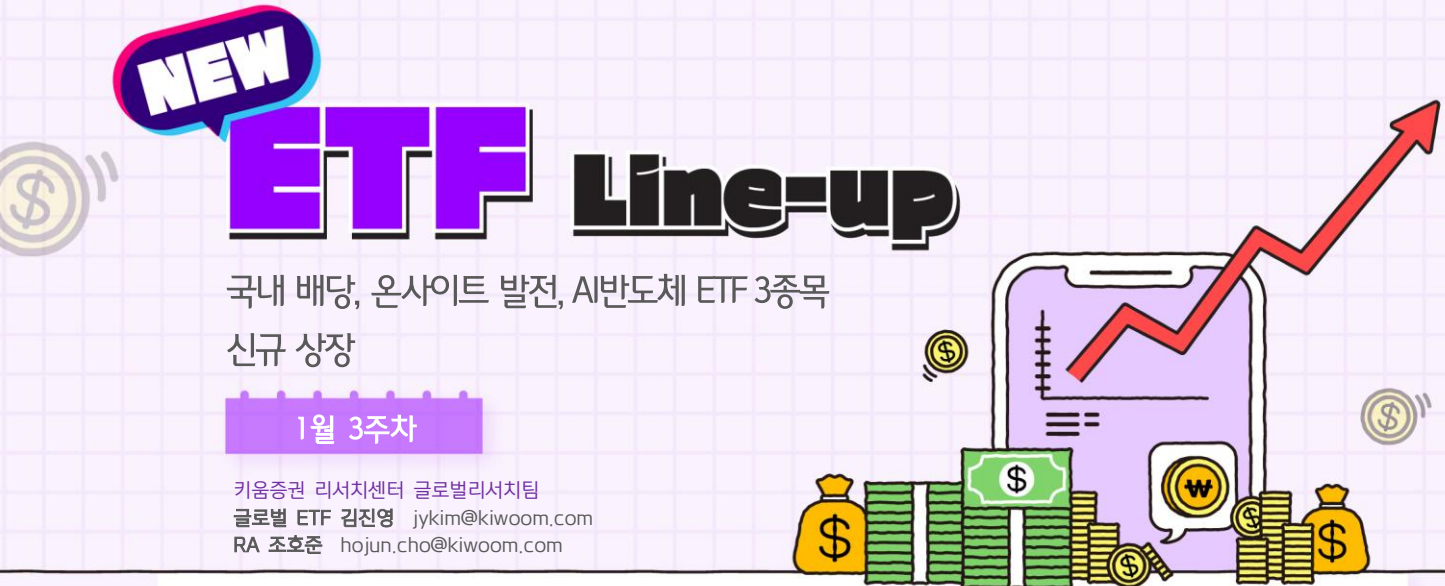 NEW
ETF Line-up
국내 배당, 온사이트 발전, AI반도체 ETF 3종목
신규 상장
1월 3주차
키움증권 리서치센터 글로벌리서치팀
글로벌 ETF 김진영 jykim@kiwoom.com
RA 조호준 hojun.cho@kiwoom.com
$
$
$
$
₩
$
$
$
$